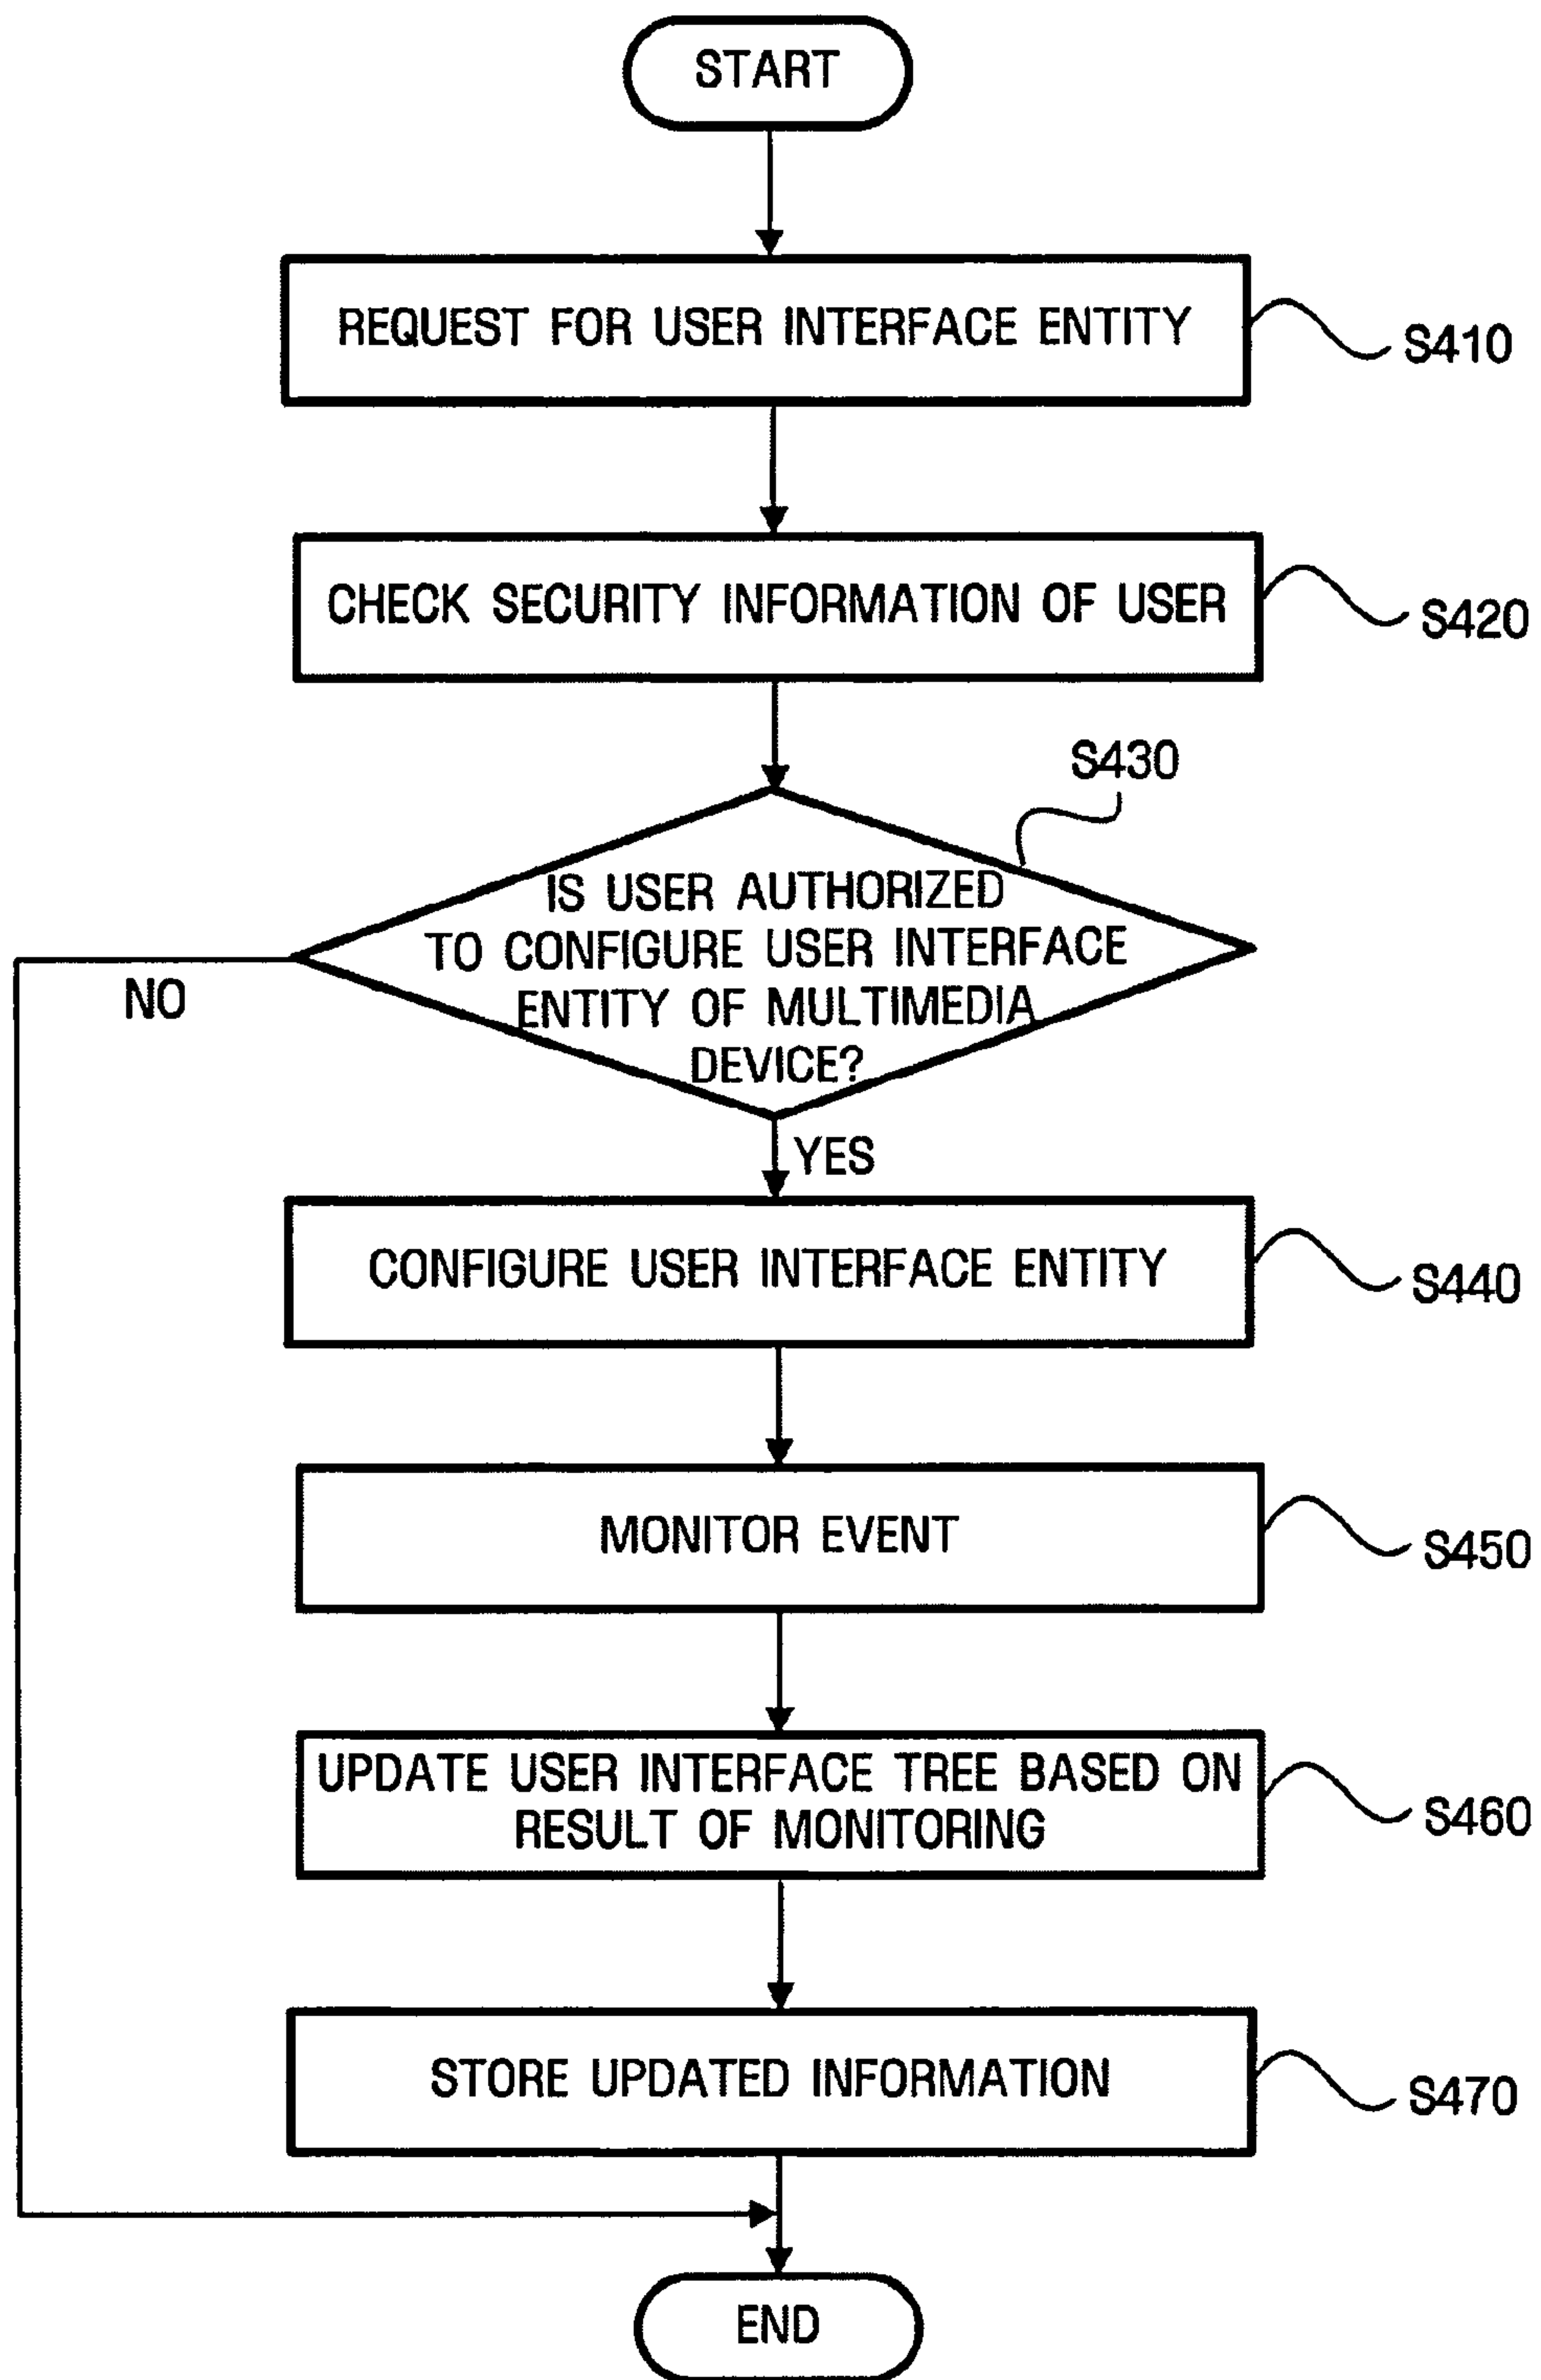 START
REQUEST FOR USER INTERFACE ENTITY
S410
CHECK SECURITY INFORMATION OF USER
S420
S430
IS USER AUTHORIZED
TO CONFIGURE USER INTERFACE
ENTITY OF MULTIMEDIA
DEVICE?
NO
YES
CONFIGURE USER INTERFACE ENTITY
S440
MONITOR EVENT
S450
UPDATE USER INTERFACE TREE BASED ON
RESULT OF MONITORING
S460
STORE UPDATED INFORMATION
S470
END